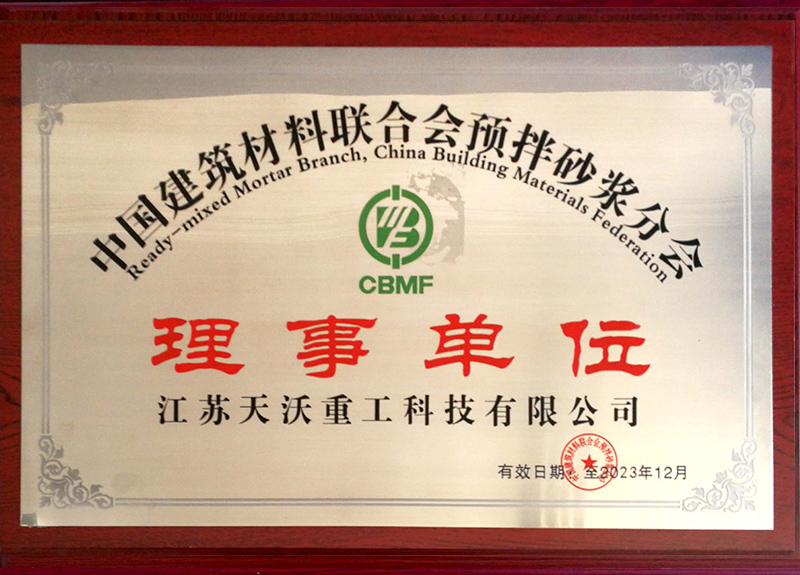 中国建筑材料联合会预拌砂浆分会
Ready-mixed Mortar Branch, China Building Materials Federation
CBMF
理事单位
江苏天沃重工科技有限公司
有效日期：至2023年12月